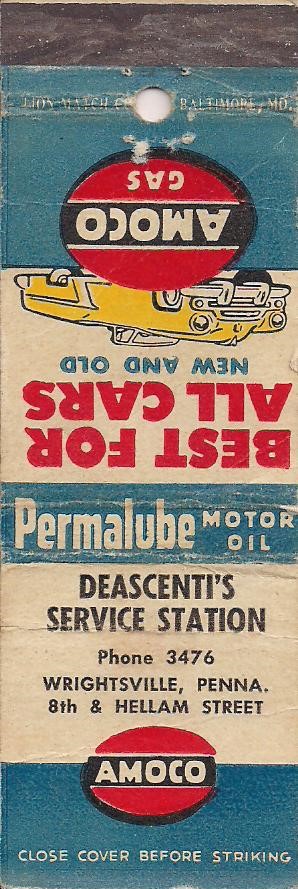 LION MATCH CO. BALTIMORE, MD.
BEST FOR
ALL CARS
NEW AND OLD
AMOCO
GAS
Permalube MOTOR OIL
DEASCENTI'S
SERVICE STATION
Phone 3476
WRIGHTSVILLE, PENNA.
8th & HELLAM STREET
AMOCO
CLOSE COVER BEFORE STRIKING